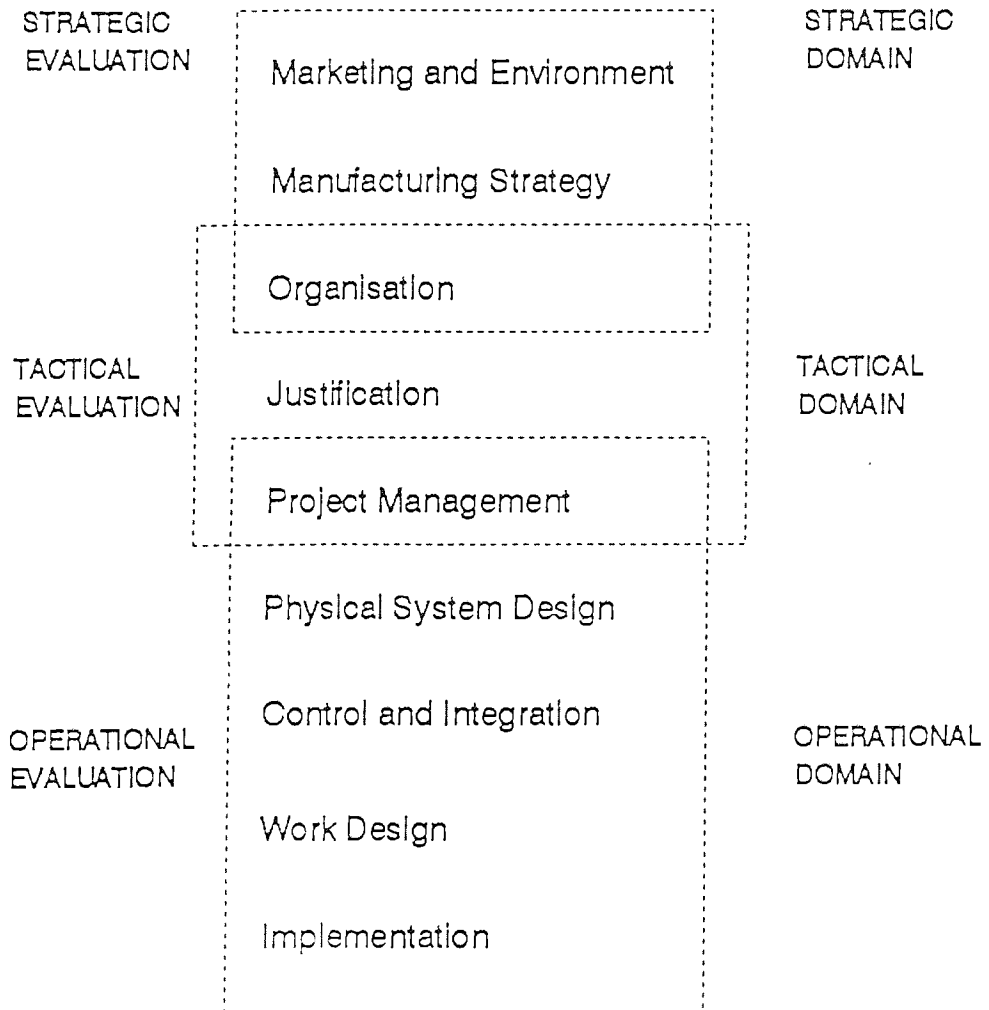 STRATEGIC
EVALUATION
STRATEGIC
DOMAIN
Marketing and Environment
Manufacturing Strategy
Organisation
TACTICAL
EVALUATION
Justification
TACTICAL
DOMAIN
Project Management
Physical System Design
Control and Integration
OPERATIONAL
EVALUATION
OPERATIONAL
DOMAIN
Work Design
Implementation